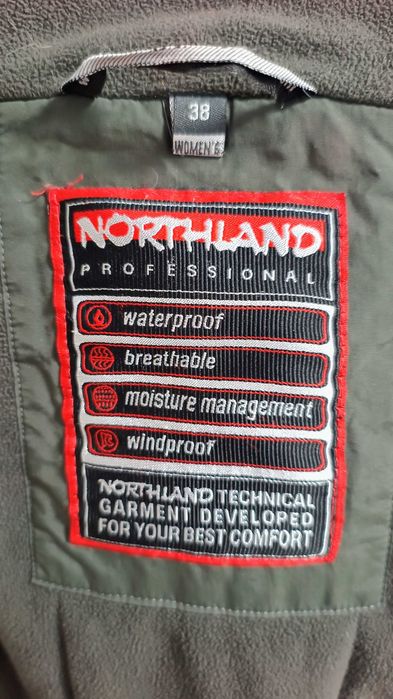 38
WOMEN'S
NORTHLAND
PROFESSIONAL
waterproof
breathable
moisture management
windproof
NORTHLAND TECHNICAL
GARMENT DEVELOPED
FOR YOUR BEST COMFORT